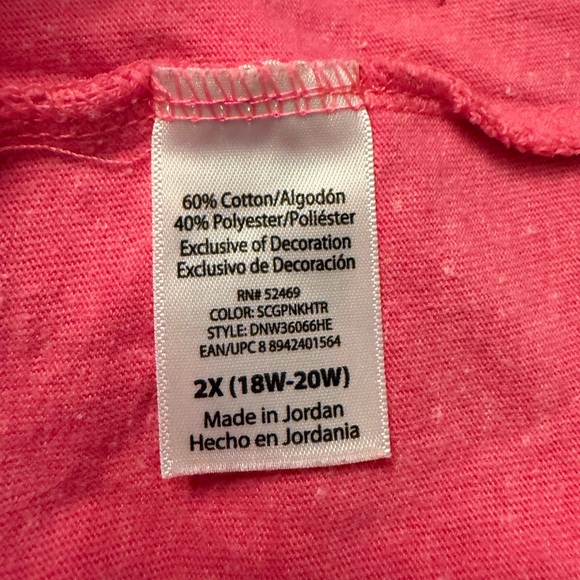 60% Cotton/Algodón
40% Polyester/Poliéster
Exclusive of Decoration
Exclusivo de Decoración
RN# 52469
COLOR: SCGPNKHTR
STYLE: DNW36066HE
EAN/UPC 8 8942401564
2X (18W-20W)
Made in Jordan
Hecho en Jordania